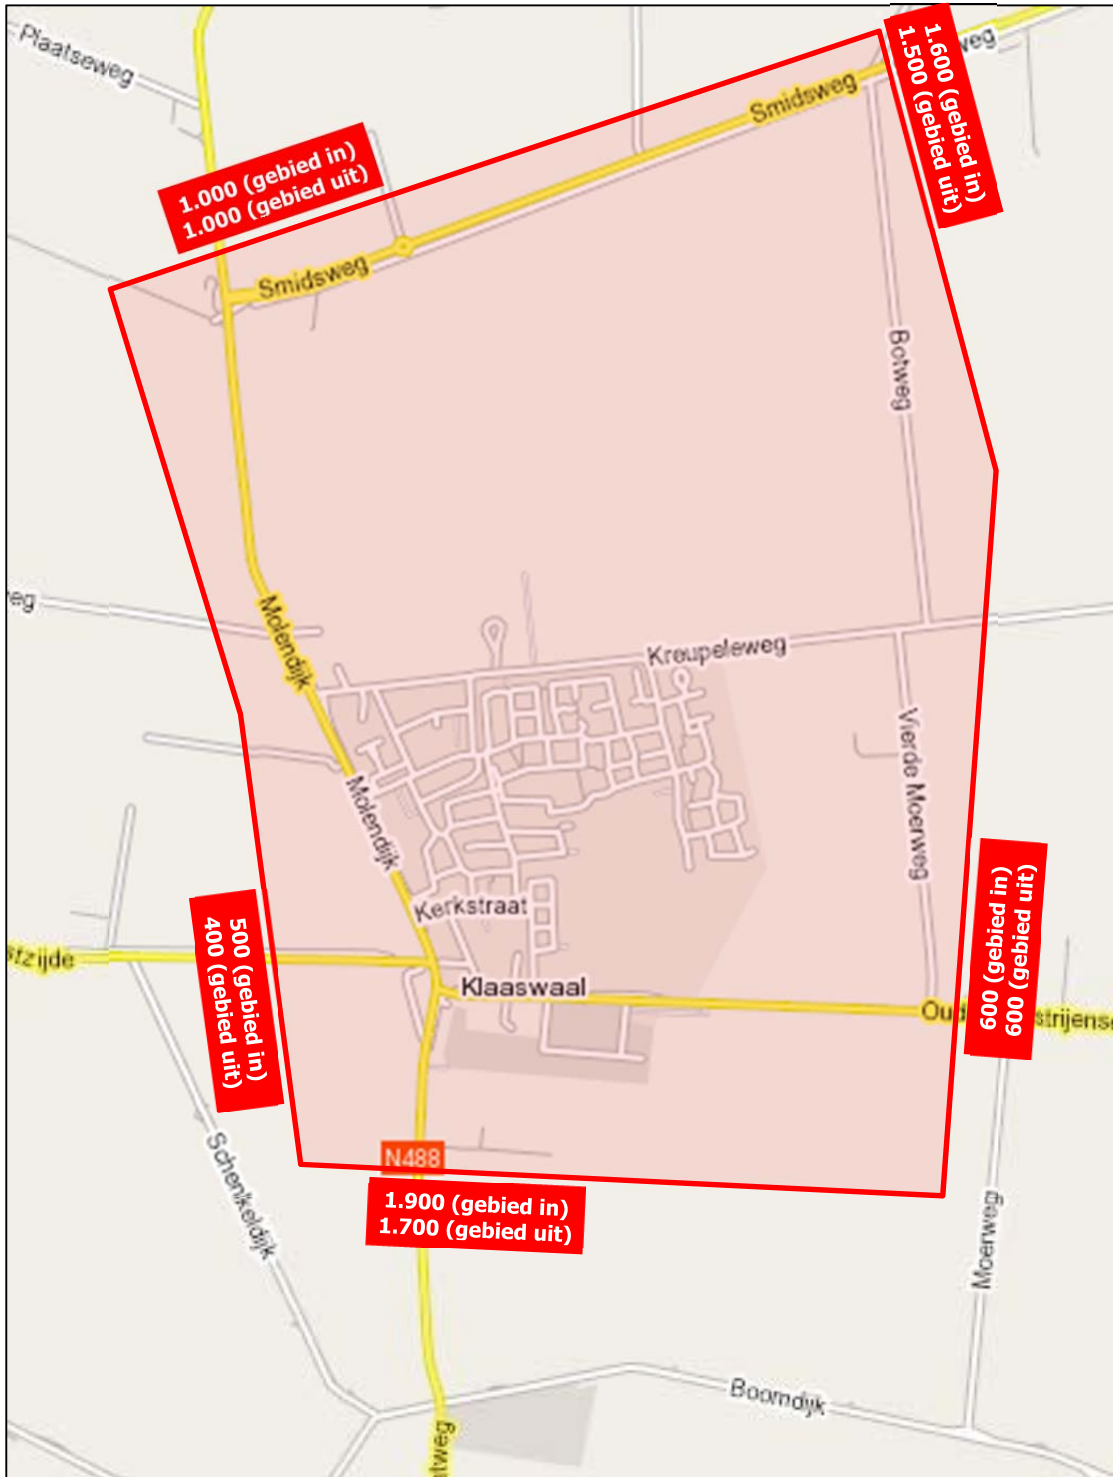 Plaatseweg
weg
1.600 (gebied in)
1.500 (gebied uit)
Smidsweg
1.000 (gebied in)
1.000 (gebied uit)
Smidsweg
Botweg
eg
Molendijk
Kreupeleweg
Vierde Moerweg
Molendijk
Kerkstraat
500 (gebied in)
400 (gebied uit)
600 (gebied in)
600 (gebied uit)
tzijde
Klaaswaal
Oud
strijense
N488
1.900 (gebied in)
1.700 (gebied uit)
Schenkeldijk
Moerweg
Boomdijk
tweg